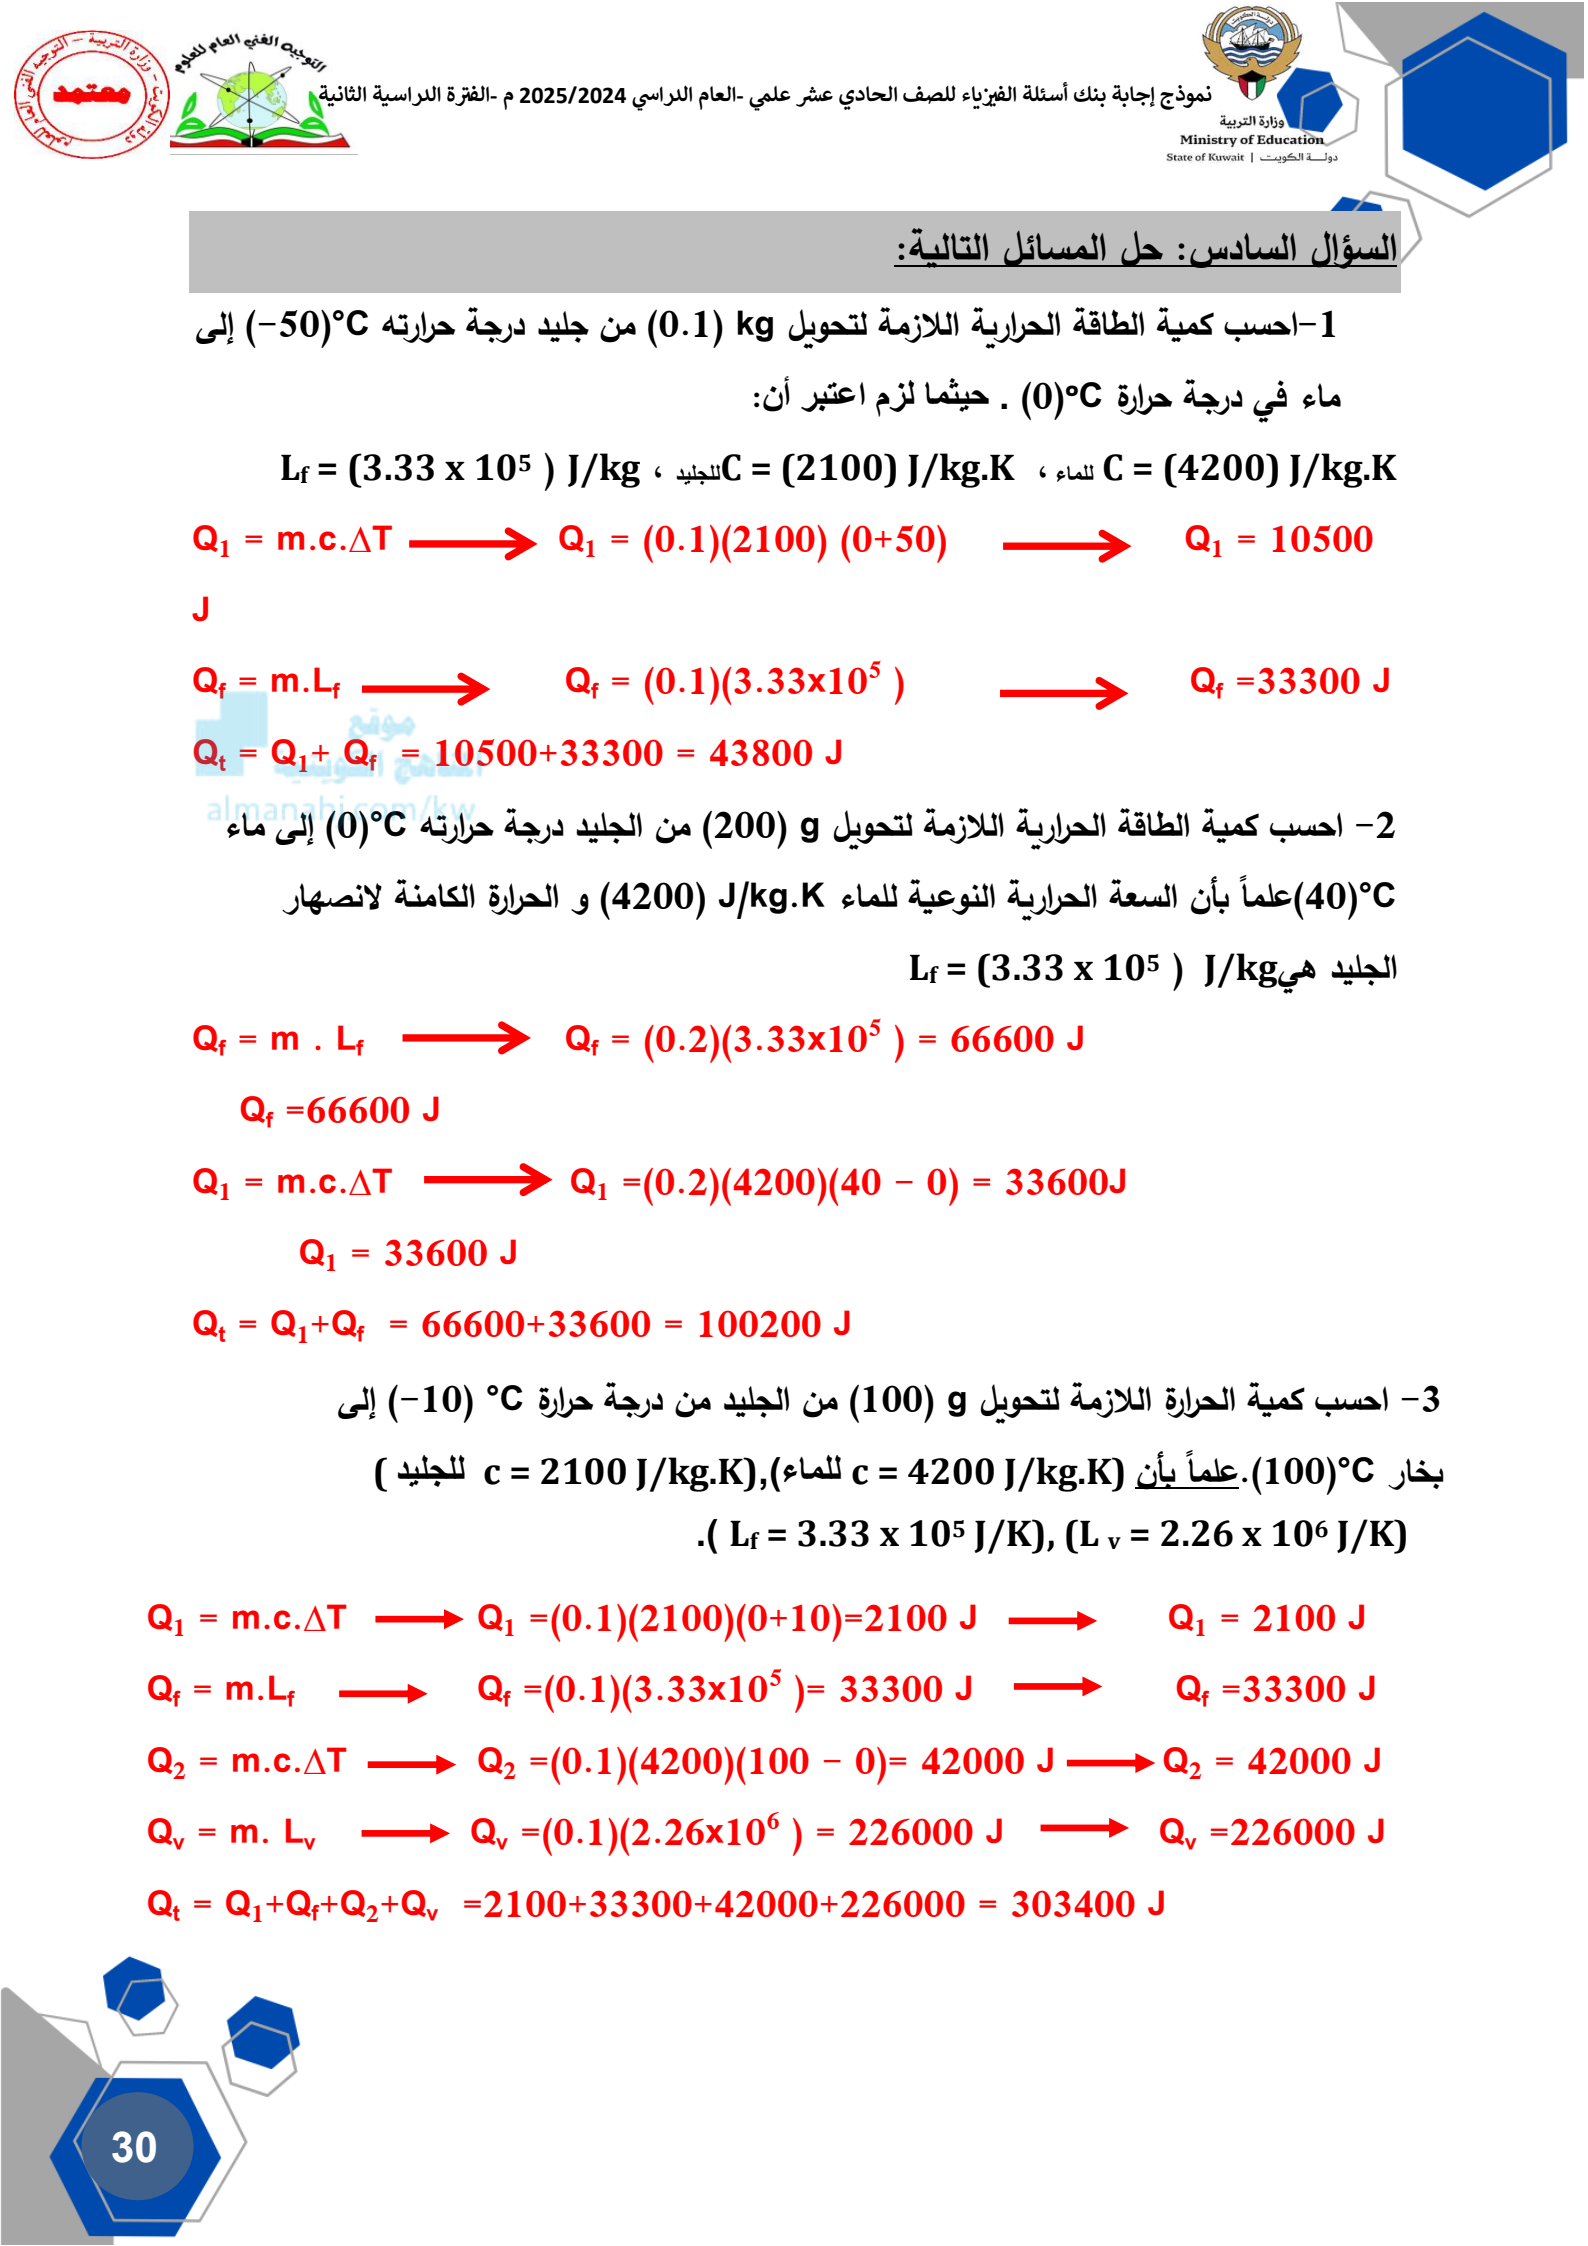 نموذج إجابة بنك أسئلة الفيزياء للصف الحادي عشر علمي -العام الدراسي 2025/2024 م -الفترة الدراسية الثانية
التوجيه الفني العام للعلوم
معتمد
دولة الكويت
وزارة التربية
Ministry of Education
State of Kuwait | دولـــة الكويــت
السؤال السادس: حل المسائل التالية:
1-احسب كمية الطاقة الحرارية اللازمة لتحويل kg (0.1) من جليد درجة حرارته °C(-50) إلى
ماء في درجة حرارة °C(0) . حيثما لزم اعتبر أن:
Lf = (3.33 x 10⁵ ) J/kg ، للجليد C = (2100) J/kg.K ، للماء C = (4200) J/kg.K
Q₁ = m.c.∆T ⟶ Q₁ = (0.1)(2100) (0+50) ⟶ Q₁ = 10500
J
Qf = m.Lf ⟶ Qf = (0.1)(3.33x10⁵ ) ⟶ Qf =33300 J
موقع
المناهج الكويتية
Qt = Q₁+ Qf = 10500+33300 = 43800 J
almanahj.com/kw
2- احسب كمية الطاقة الحرارية اللازمة لتحويل g (200) من الجليد درجة حرارته °C(0) إلى ماء
°C(40)علماً بأن السعة الحرارية النوعية للماء J/kg.K (4200) و الحرارة الكامنة لانصهار
الجليد هي Lf = (3.33 x 10⁵ ) J/kg
Qf = m . Lf ⟶ Qf = (0.2)(3.33x10⁵ ) = 66600 J
Qf =66600 J
Q₁ = m.c.∆T ⟶ Q₁ =(0.2)(4200)(40 - 0) = 33600J
Q₁ = 33600 J
Qt = Q₁+Qf = 66600+33600 = 100200 J
3- احسب كمية الحرارة اللازمة لتحويل g (100) من الجليد من درجة حرارة °C (-10) إلى
بخار °C(100).علماً بأن (c = 4200 J/kg.K للماء),(c = 2100 J/kg.K للجليد )
.( Lf = 3.33 x 10⁵ J/K), (L v = 2.26 x 10⁶ J/K)
Q₁ = m.c.∆T ⟶ Q₁ =(0.1)(2100)(0+10)=2100 J ⟶ Q₁ = 2100 J
Qf = m.Lf ⟶ Qf =(0.1)(3.33x10⁵ )= 33300 J ⟶ Qf =33300 J
Q₂ = m.c.∆T ⟶ Q₂ =(0.1)(4200)(100 - 0)= 42000 J ⟶ Q₂ = 42000 J
Qv = m. Lv ⟶ Qv =(0.1)(2.26x10⁶ ) = 226000 J ⟶ Qv =226000 J
Qt = Q₁+Qf+Q₂+Qv =2100+33300+42000+226000 = 303400 J
30